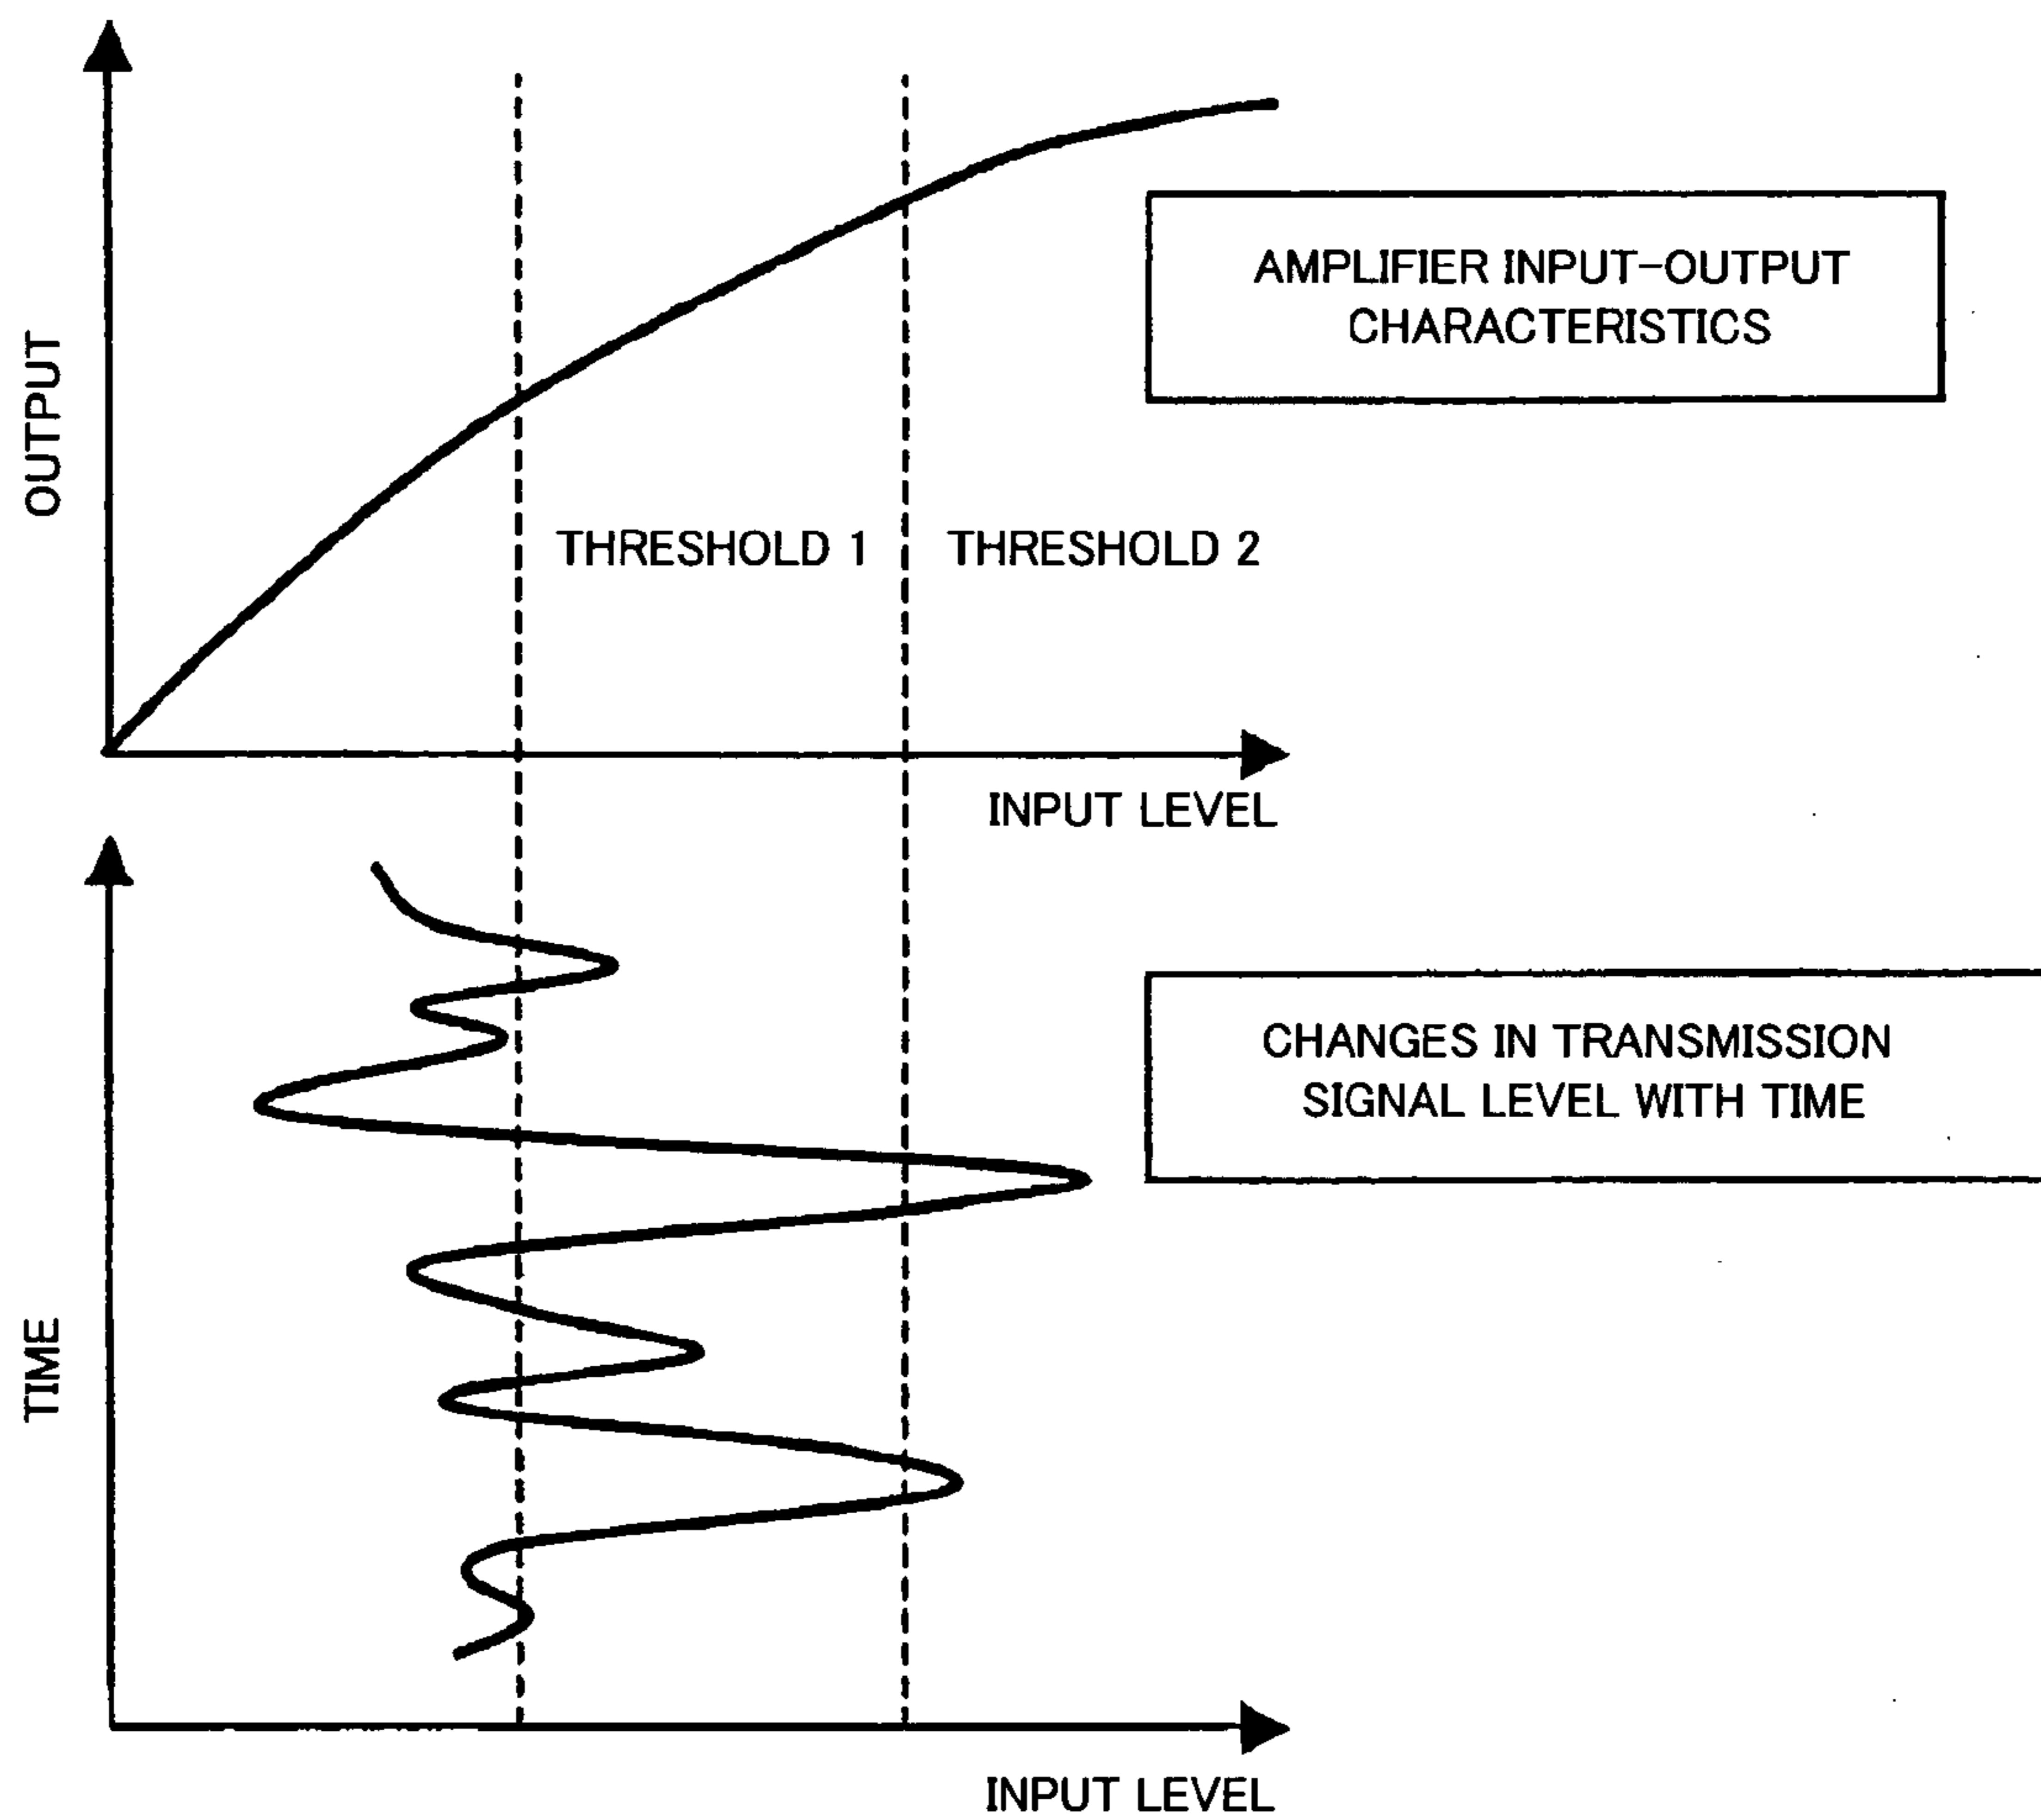 OUTPUT
AMPLIFIER INPUT-OUTPUT
CHARACTERISTICS
THRESHOLD 1
THRESHOLD 2
INPUT LEVEL
CHANGES IN TRANSMISSION
SIGNAL LEVEL WITH TIME
TIME
INPUT LEVEL